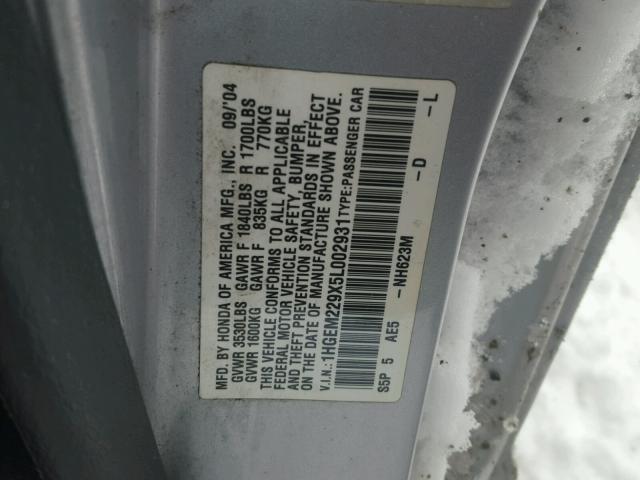 MFD. BY HONDA OF AMERICA MFG., INC. 09/'04
GVWR 3530LBS GAWR F 1840LBS R 1700LBS
GVWR 1600KG GAWR F 835KG R 770KG
THIS VEHICLE CONFORMS TO ALL APPLICABLE
FEDERAL MOTOR VEHICLE SAFETY, BUMPER,
AND THEFT PREVENTION STANDARDS IN EFFECT
ON THE DATE OF MANUFACTURE SHOWN ABOVE.
V.I.N.: 1HGEM229X5L002931 TYPE: PASSENGER CAR
S5P 5 AE5 –NH623M –D –L